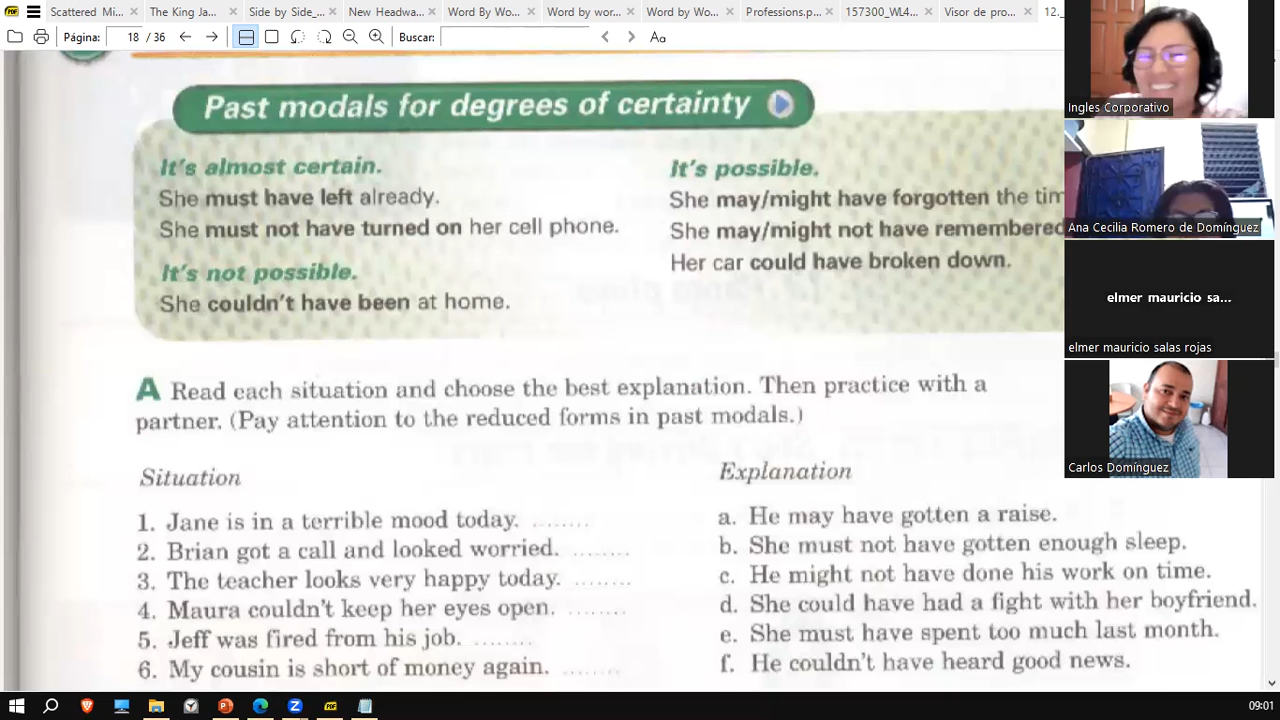 Scattered Mi...
The King Ja...
Side by Side_...
New Headwa...
Word By Wo...
Word by wor...
Word by Wo...
Professions.p...
157300_WL4...
Visor de pro...
12._
Página: 18 / 36 Buscar: Aa
Past modals for degrees of certainty
It's almost certain.
She must have left already.
She must not have turned on her cell phone.
It's not possible.
She couldn't have been at home.
It's possible.
She may/might have forgotten the tim
She may/might not have remembered
Her car could have broken down.
A Read each situation and choose the best explanation. Then practice with a
partner. (Pay attention to the reduced forms in past modals.)
Situation
1. Jane is in a terrible mood today. ........
2. Brian got a call and looked worried. ........
3. The teacher looks very happy today. ........
4. Maura couldn't keep her eyes open. ........
5. Jeff was fired from his job. ........
6. My cousin is short of money again. ........
Explanation
a. He may have gotten a raise.
b. She must not have gotten enough sleep.
c. He might not have done his work on time.
d. She could have had a fight with her boyfriend.
e. She must have spent too much last month.
f. He couldn't have heard good news.
Ingles Corporativo
Ana Cecilia Romero de Domínguez
elmer mauricio sa...
elmer mauricio salas rojas
Carlos Domínguez
09:01